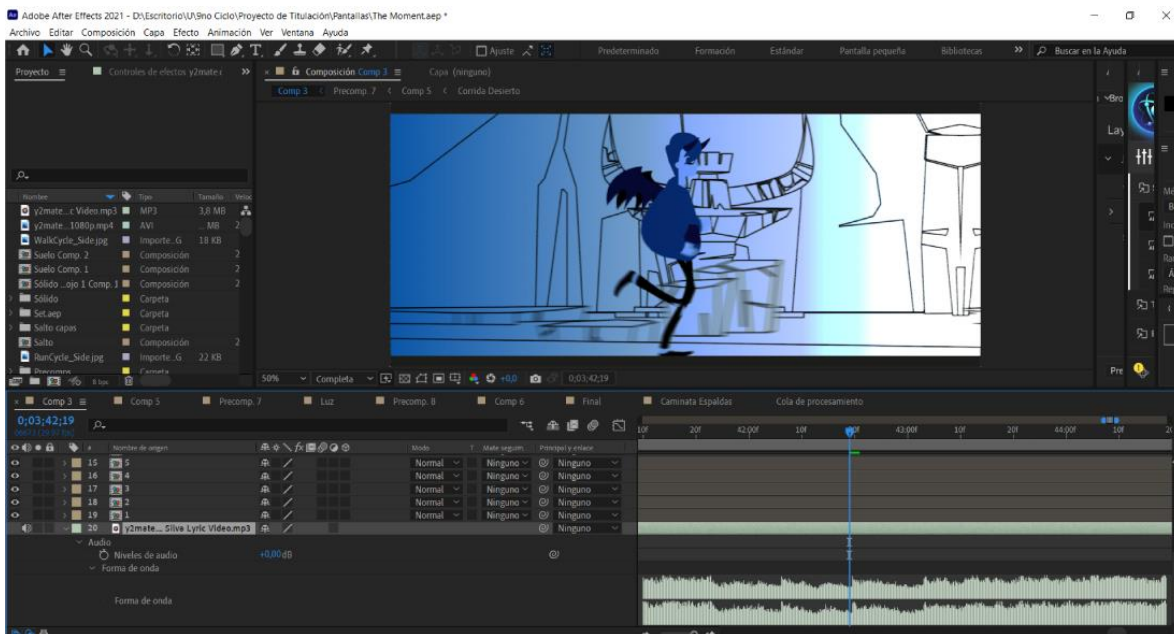 Adobe After Effects 2021 - D:\Escritorio\U\9no Ciclo\Proyecto de Titulación\Pantallas\The Moment.aep *
Archivo Editar Composición Capa Efecto Animación Ver Ventana Ayuda
Ajuste Predeterminado Formación Estándar Pantalla pequeña Bibliotecas Buscar en la Ayuda
Proyecto Controles de efectos y2mate Composición Comp 3 Capa (ninguno)
Comp 3 Precomp. 7 Comp 5 Corrida Desierto
Nombre Tipo Tamaño
y2mate...c Video.mp3 MP3 3,8 MB
y2mate...1080p.mp4 AVI ... MB
WalkCycle_Side.jpg Importe...G 18 KB
Suelo Comp. 2 Composición 2
Suelo Comp. 1 Composición 2
Sólido ...ojo 1 Comp. 1 Composición 2
Sólido Carpeta
Set.aep Carpeta
Salto capas Carpeta
Salto Composición 2
RunCycle_Side.jpg Importe...G 22 KB
Precomps Carpeta
8 bpc 50% Completa +0,0 0;03;42;19
Comp 3 Comp 5 Precomp. 7 Luz Precomp. 8 Comp 6 Final Caminata Espaldas Cola de procesamiento
0;03;42;19
20f 42:00f 10f 43:00f 10f 20f 44:00f 10f
# Nombre de origen Modo T Mate seguim... Principal y enlace
15 5 Normal Ninguno Ninguno
16 4 Normal Ninguno Ninguno
17 3 Normal Ninguno Ninguno
18 2 Normal Ninguno Ninguno
19 1 Normal Ninguno Ninguno
20 y2mate.... Silva Lyric Video.mp3 Ninguno
Audio
Niveles de audio +0,00 dB
Forma de onda
Forma de onda